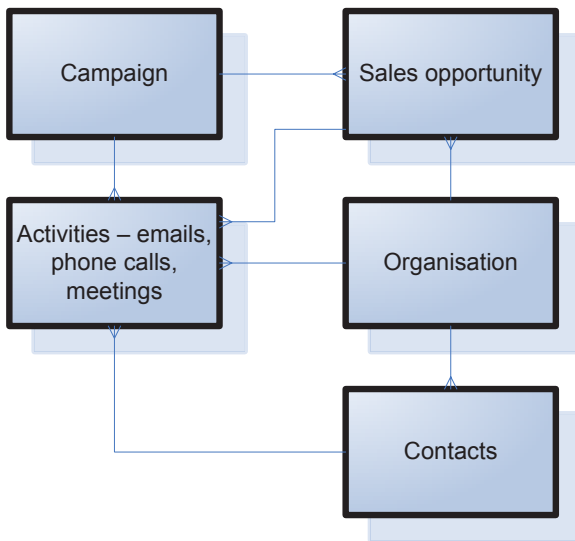 Campaign
Sales opportunity
Activities – emails,
phone calls,
meetings
Organisation
Contacts